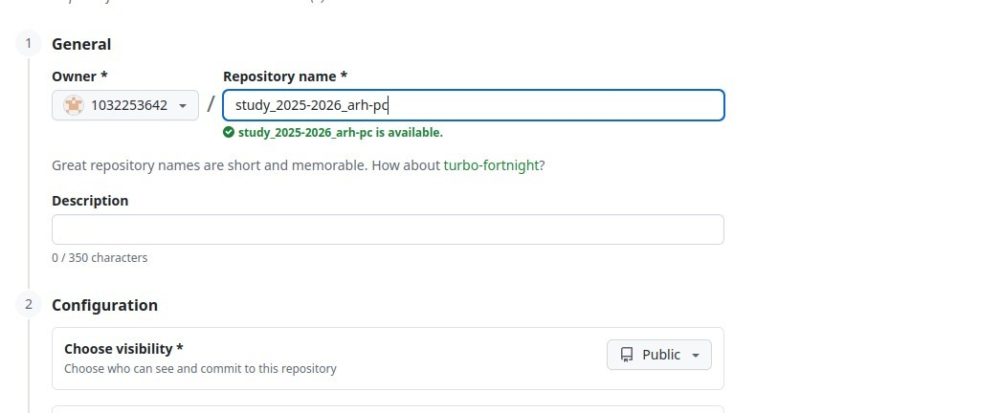 1 General
Owner * Repository name *
1032253642 / study_2025-2026_arh-pc
study_2025-2026_arh-pc is available.
Great repository names are short and memorable. How about turbo-fortnight?
Description
0 / 350 characters
2 Configuration
Choose visibility *
Public
Choose who can see and commit to this repository